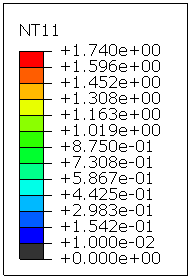 NT11
+1.740e+00
+1.596e+00
+1.452e+00
+1.308e+00
+1.163e+00
+1.019e+00
+8.750e-01
+7.308e-01
+5.867e-01
+4.425e-01
+2.983e-01
+1.542e-01
+1.000e-02
+0.000e+00